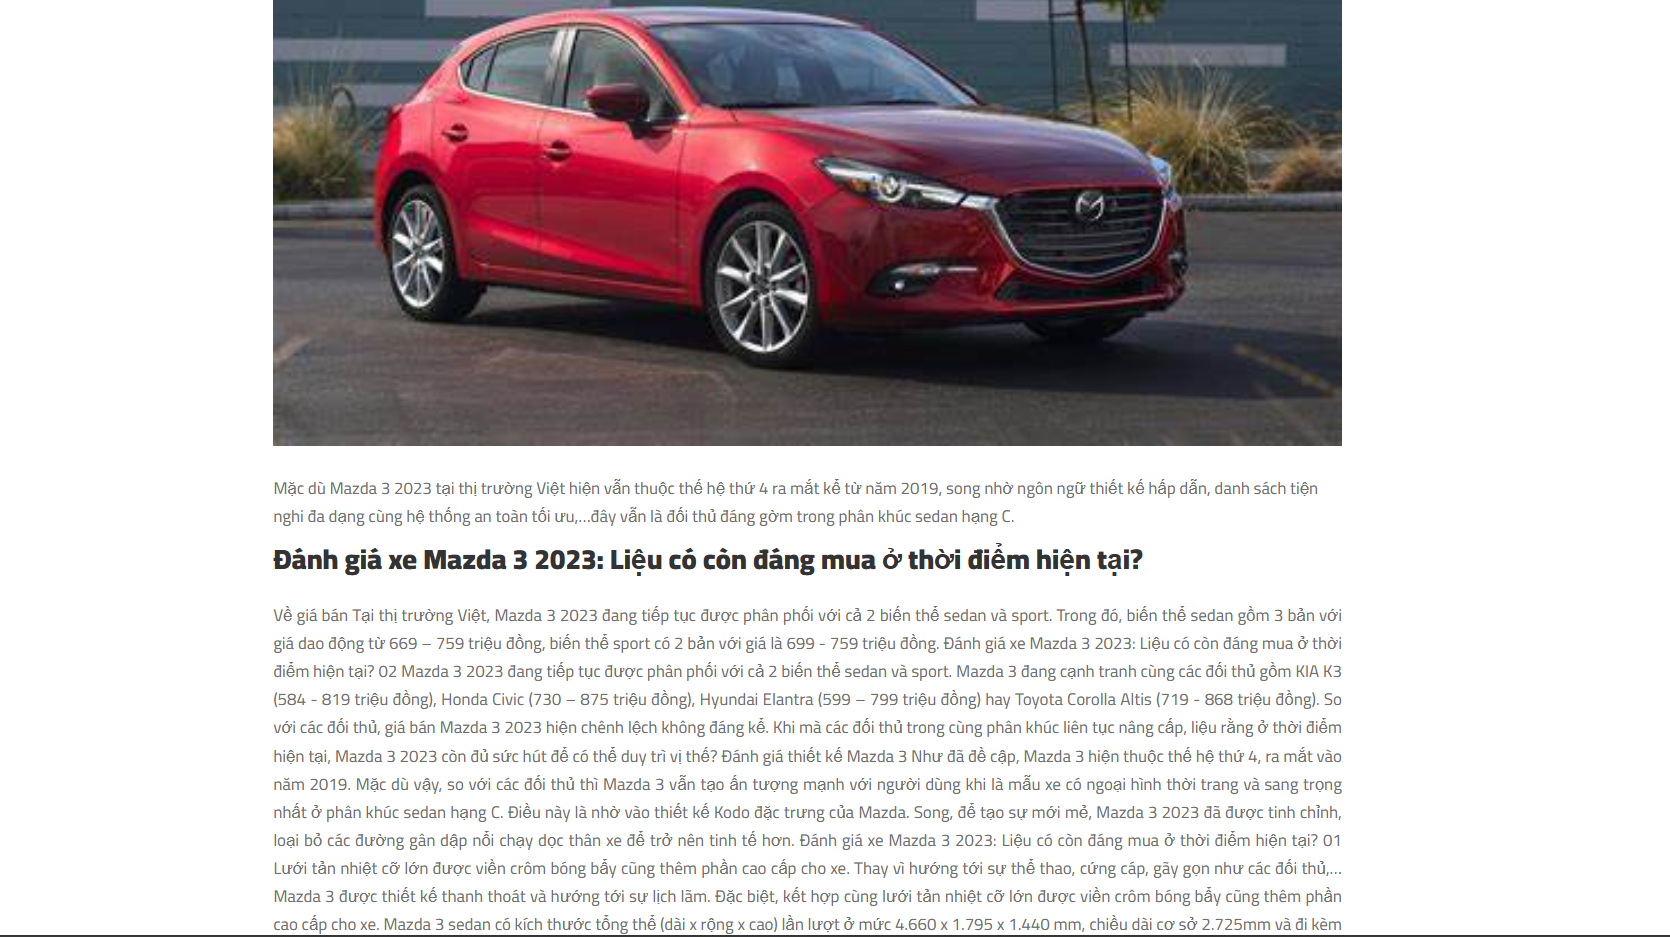 Mặc dù Mazda 3 2023 tại thị trường Việt hiện vẫn thuộc thế hệ thứ 4 ra mắt kể từ năm 2019, song nhờ ngôn ngữ thiết kế hấp dẫn, danh sách tiện
nghi đa dạng cùng hệ thống an toàn tối ưu,...đây vẫn là đối thủ đáng gờm trong phân khúc sedan hạng C.
Đánh giá xe Mazda 3 2023: Liệu có còn đáng mua ở thời điểm hiện tại?
Về giá bán Tại thị trường Việt, Mazda 3 2023 đang tiếp tục được phân phối với cả 2 biến thể sedan và sport. Trong đó, biến thể sedan gồm 3 bản với
giá dao động từ 669 – 759 triệu đồng, biến thể sport có 2 bản với giá là 699 - 759 triệu đồng. Đánh giá xe Mazda 3 2023: Liệu có còn đáng mua ở thời
điểm hiện tại? 02 Mazda 3 2023 đang tiếp tục được phân phối với cả 2 biến thể sedan và sport. Mazda 3 đang cạnh tranh cùng các đối thủ gồm KIA K3
(584 - 819 triệu đồng), Honda Civic (730 – 875 triệu đồng), Hyundai Elantra (599 – 799 triệu đồng) hay Toyota Corolla Altis (719 - 868 triệu đồng). So
với các đối thủ, giá bán Mazda 3 2023 hiện chênh lệch không đáng kể. Khi mà các đối thủ trong cùng phân khúc liên tục nâng cấp, liệu rằng ở thời điểm
hiện tại, Mazda 3 2023 còn đủ sức hút để có thể duy trì vị thế? Đánh giá thiết kế Mazda 3 Như đã đề cập, Mazda 3 hiện thuộc thế hệ thứ 4, ra mắt vào
năm 2019. Mặc dù vậy, so với các đối thủ thì Mazda 3 vẫn tạo ấn tượng mạnh với người dùng khi là mẫu xe có ngoại hình thời trang và sang trọng
nhất ở phân khúc sedan hạng C. Điều này là nhờ vào thiết kế Kodo đặc trưng của Mazda. Song, để tạo sự mới mẻ, Mazda 3 2023 đã được tinh chỉnh,
loại bỏ các đường gân dập nổi chạy dọc thân xe để trở nên tinh tế hơn. Đánh giá xe Mazda 3 2023: Liệu có còn đáng mua ở thời điểm hiện tại? 01
Lưới tản nhiệt cỡ lớn được viền crôm bóng bẩy cũng thêm phần cao cấp cho xe. Thay vì hướng tới sự thể thao, cứng cáp, gãy gọn như các đối thủ,...
Mazda 3 được thiết kế thanh thoát và hướng tới sự lịch lãm. Đặc biệt, kết hợp cùng lưới tản nhiệt cỡ lớn được viền crôm bóng bẩy cũng thêm phần
cao cấp cho xe. Mazda 3 sedan có kích thước tổng thể (dài x rộng x cao) lần lượt ở mức 4.660 x 1.795 x 1.440 mm, chiều dài cơ sở 2.725mm và đi kèm